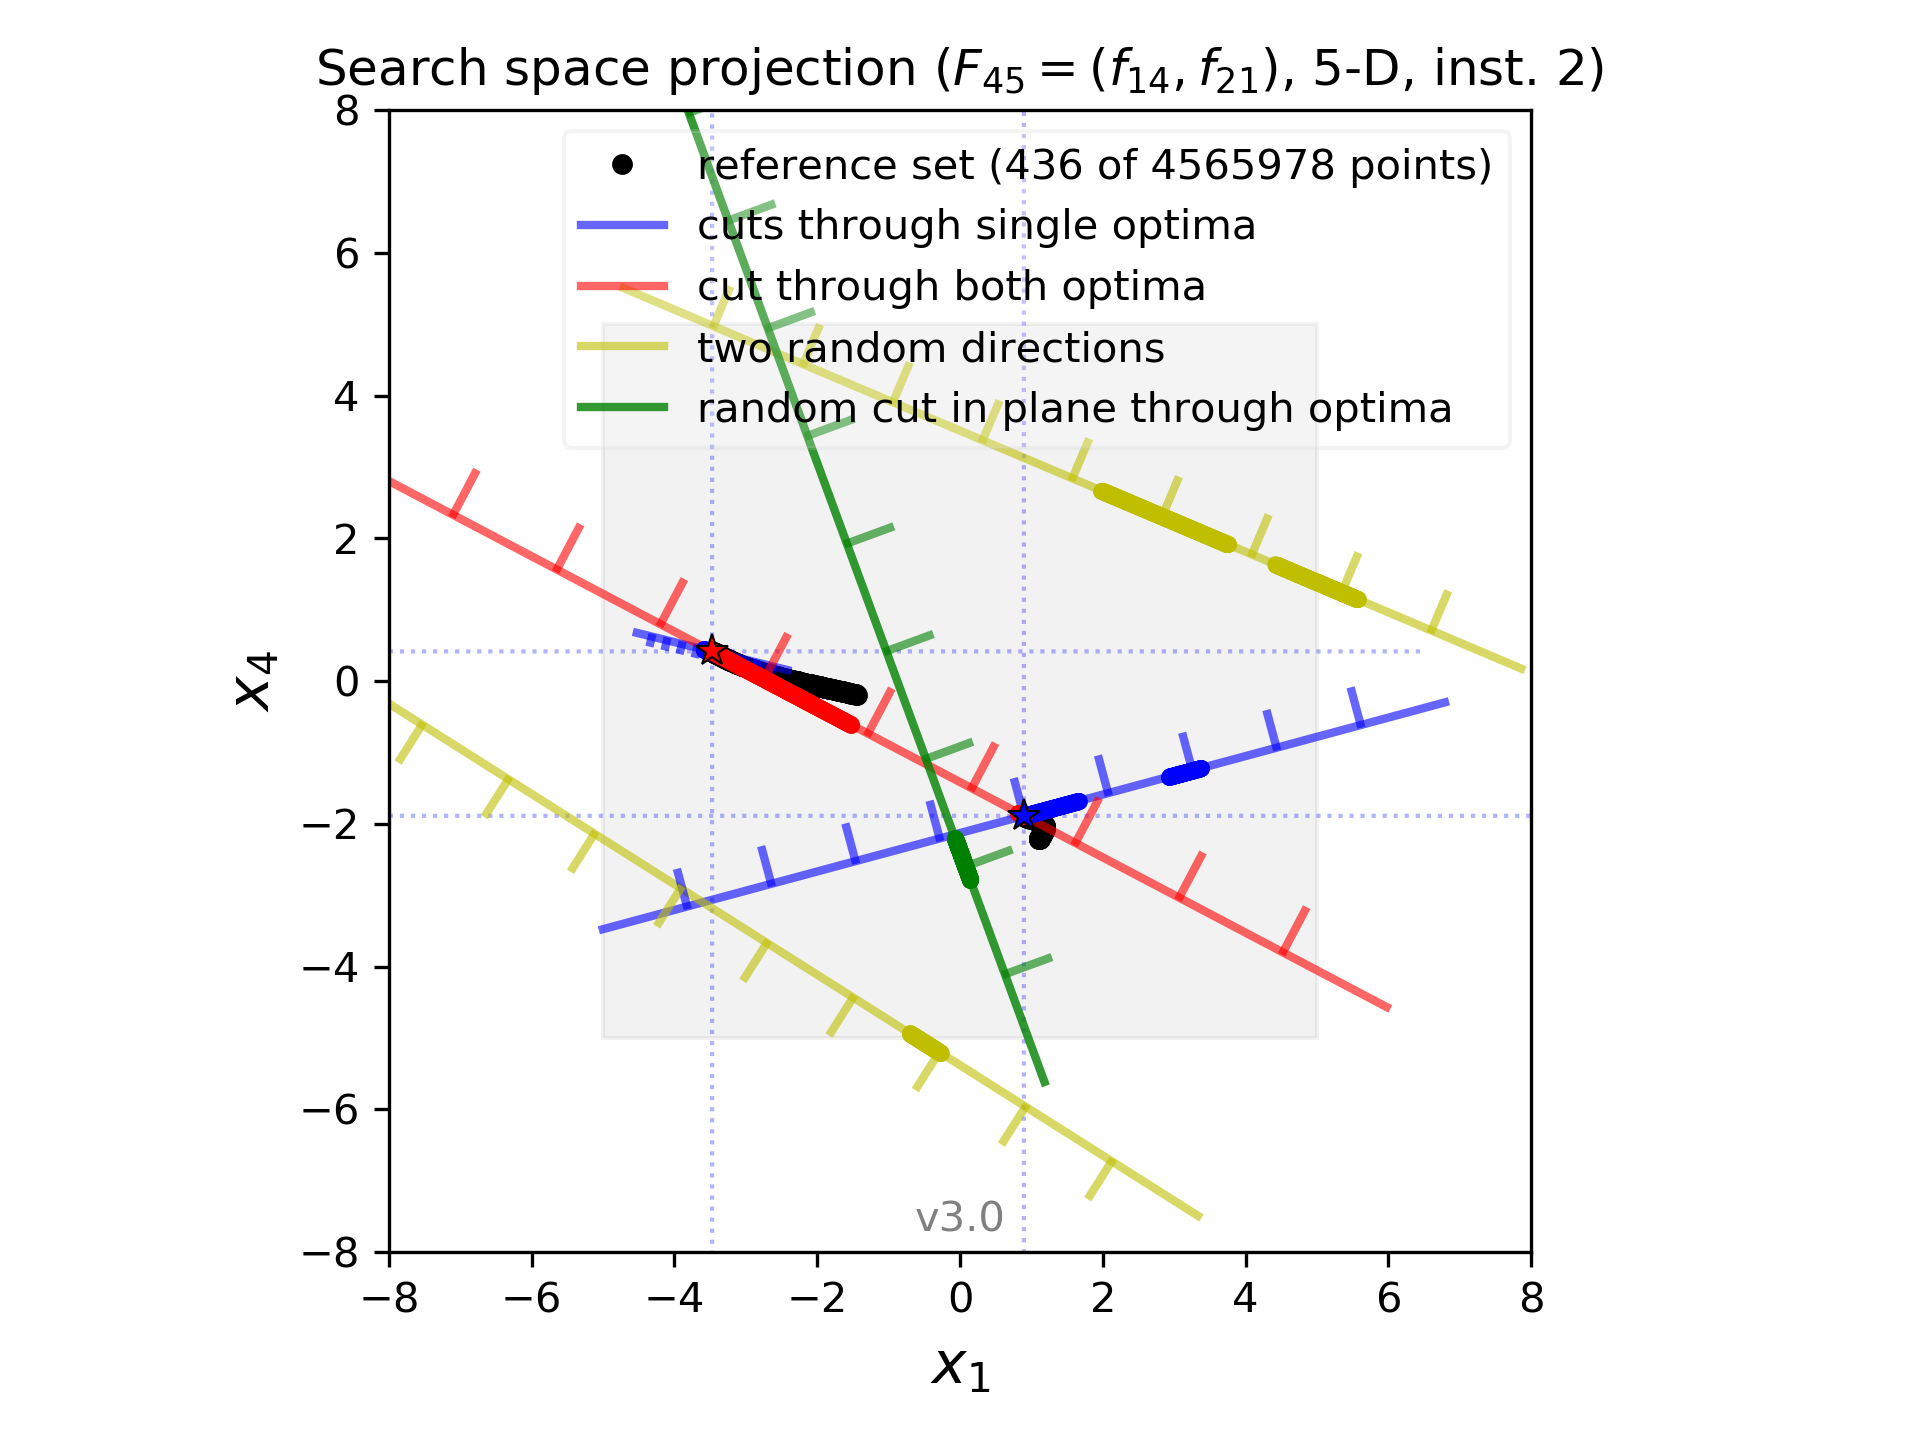 Search space projection (F45 = (f14, f21), 5-D, inst. 2)
reference set (436 of 4565978 points)
cuts through single optima
cut through both optima
two random directions
random cut in plane through optima
8
6
4
2
0
−2
−4
−6
−8
x4
v3.0
−8 −6 −4 −2 0 2 4 6 8
x1